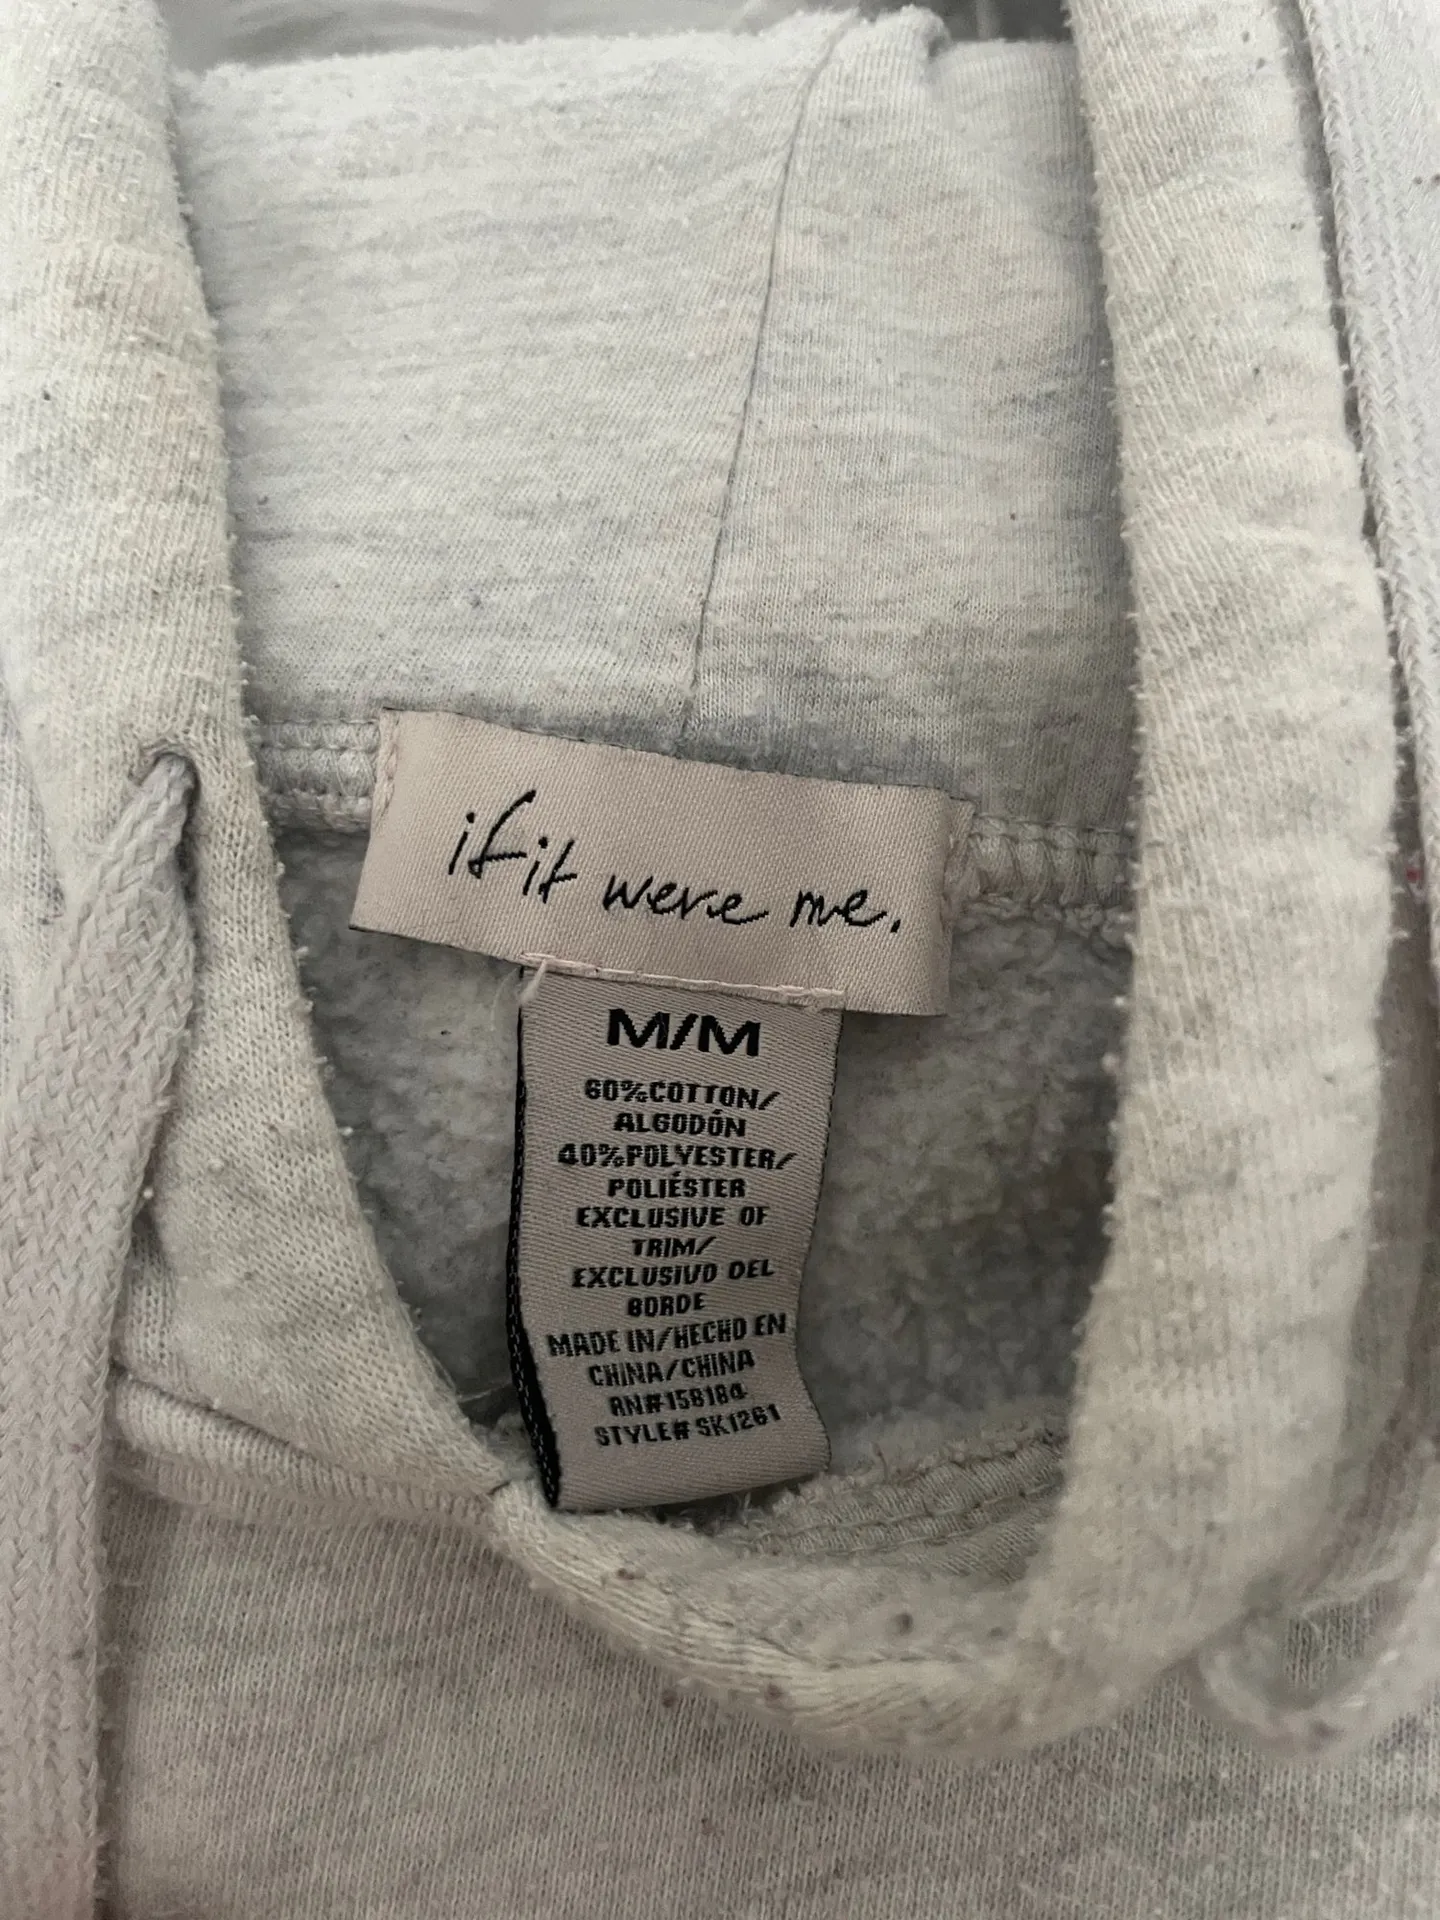 if it were me.
M/M
60%COTTON/
ALGODÓN
40%POLYESTER/
POLIÉSTER
EXCLUSIVE OF
TRIM/
EXCLUSIVO DEL
BORDE
MADE IN/HECHO EN
CHINA/CHINA
RN#158184
STYLE# SK1261